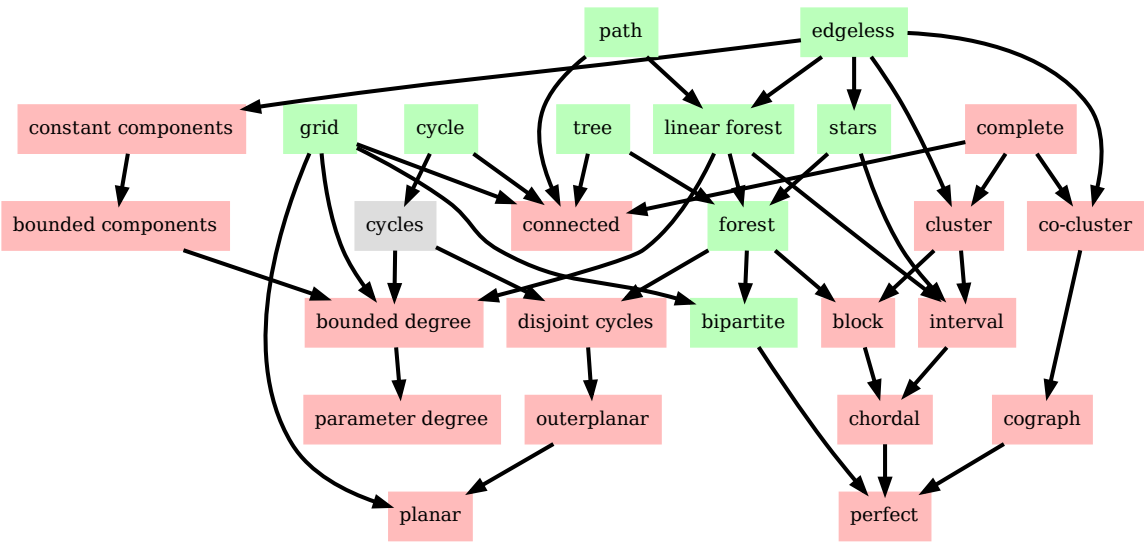 path
edgeless
constant components
grid
cycle
tree
linear forest
stars
complete
bounded components
cycles
connected
forest
cluster
co-cluster
bounded degree
disjoint cycles
bipartite
block
interval
parameter degree
outerplanar
chordal
cograph
planar
perfect